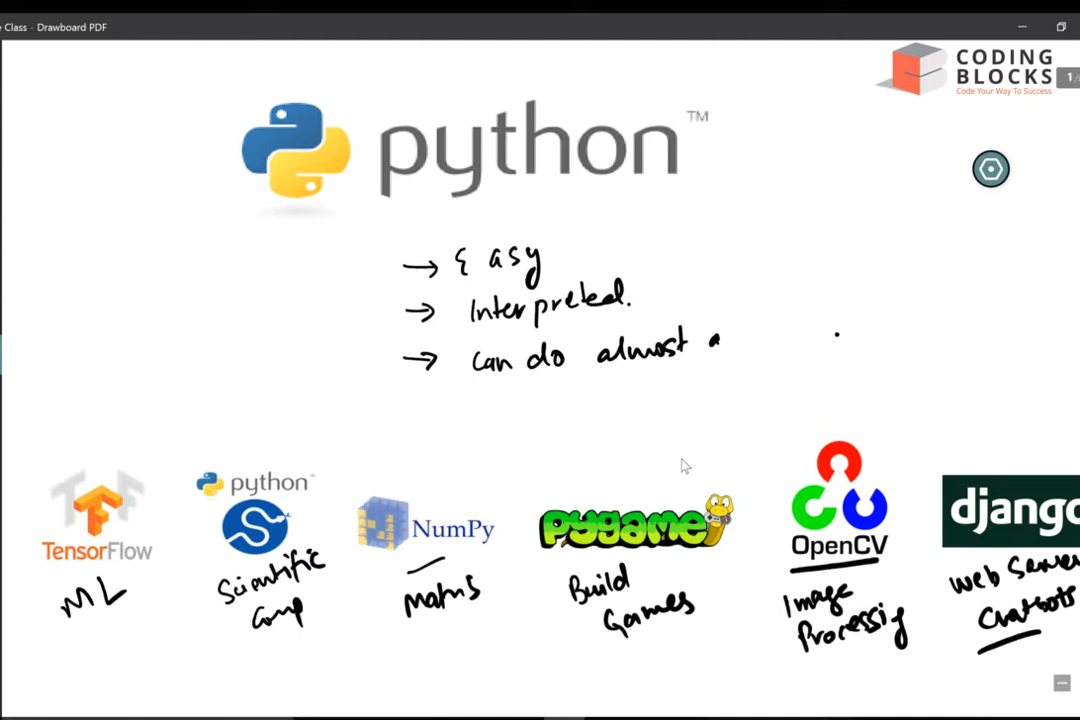 e Class - Drawboard PDF
CODING
BLOCKS
Code Your Way To Success
1/
python™
→ Easy
→ Interpreted.
→ Can do almost a
TensorFlow
ML
python™
Scientific
Comp
NumPy
Maths
pygame
Build
Games
OpenCV
Image
Processing
django
Web Server
Chatbots